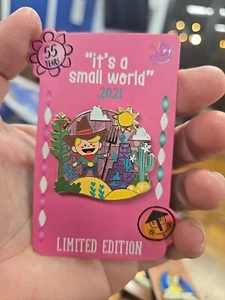 55
YEARS
"it's a
small world"
2021
LIMITED EDITION